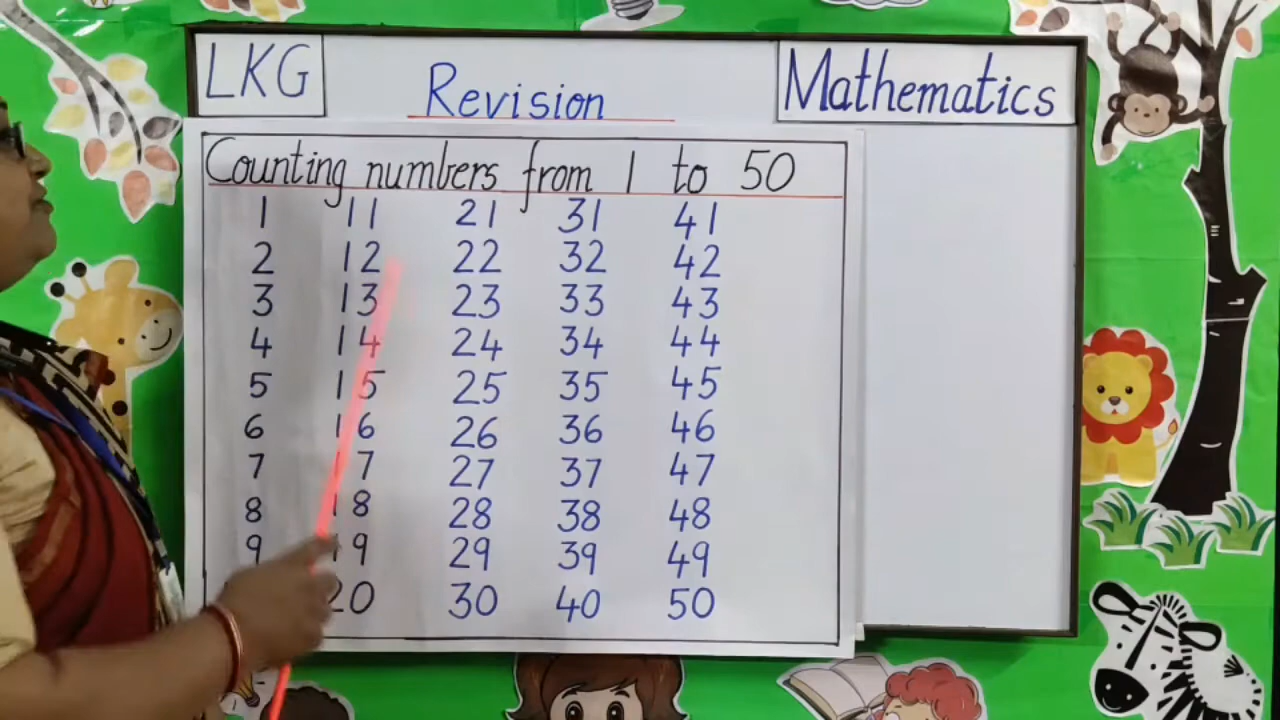 LKG
Revision
Mathematics
Counting numbers from 1 to 50
1 11 21 31 41
2 12 22 32 42
3 13 23 33 43
4 14 24 34 44
5 15 25 35 45
6 16 26 36 46
7 17 27 37 47
8 18 28 38 48
9 19 29 39 49
20 30 40 50